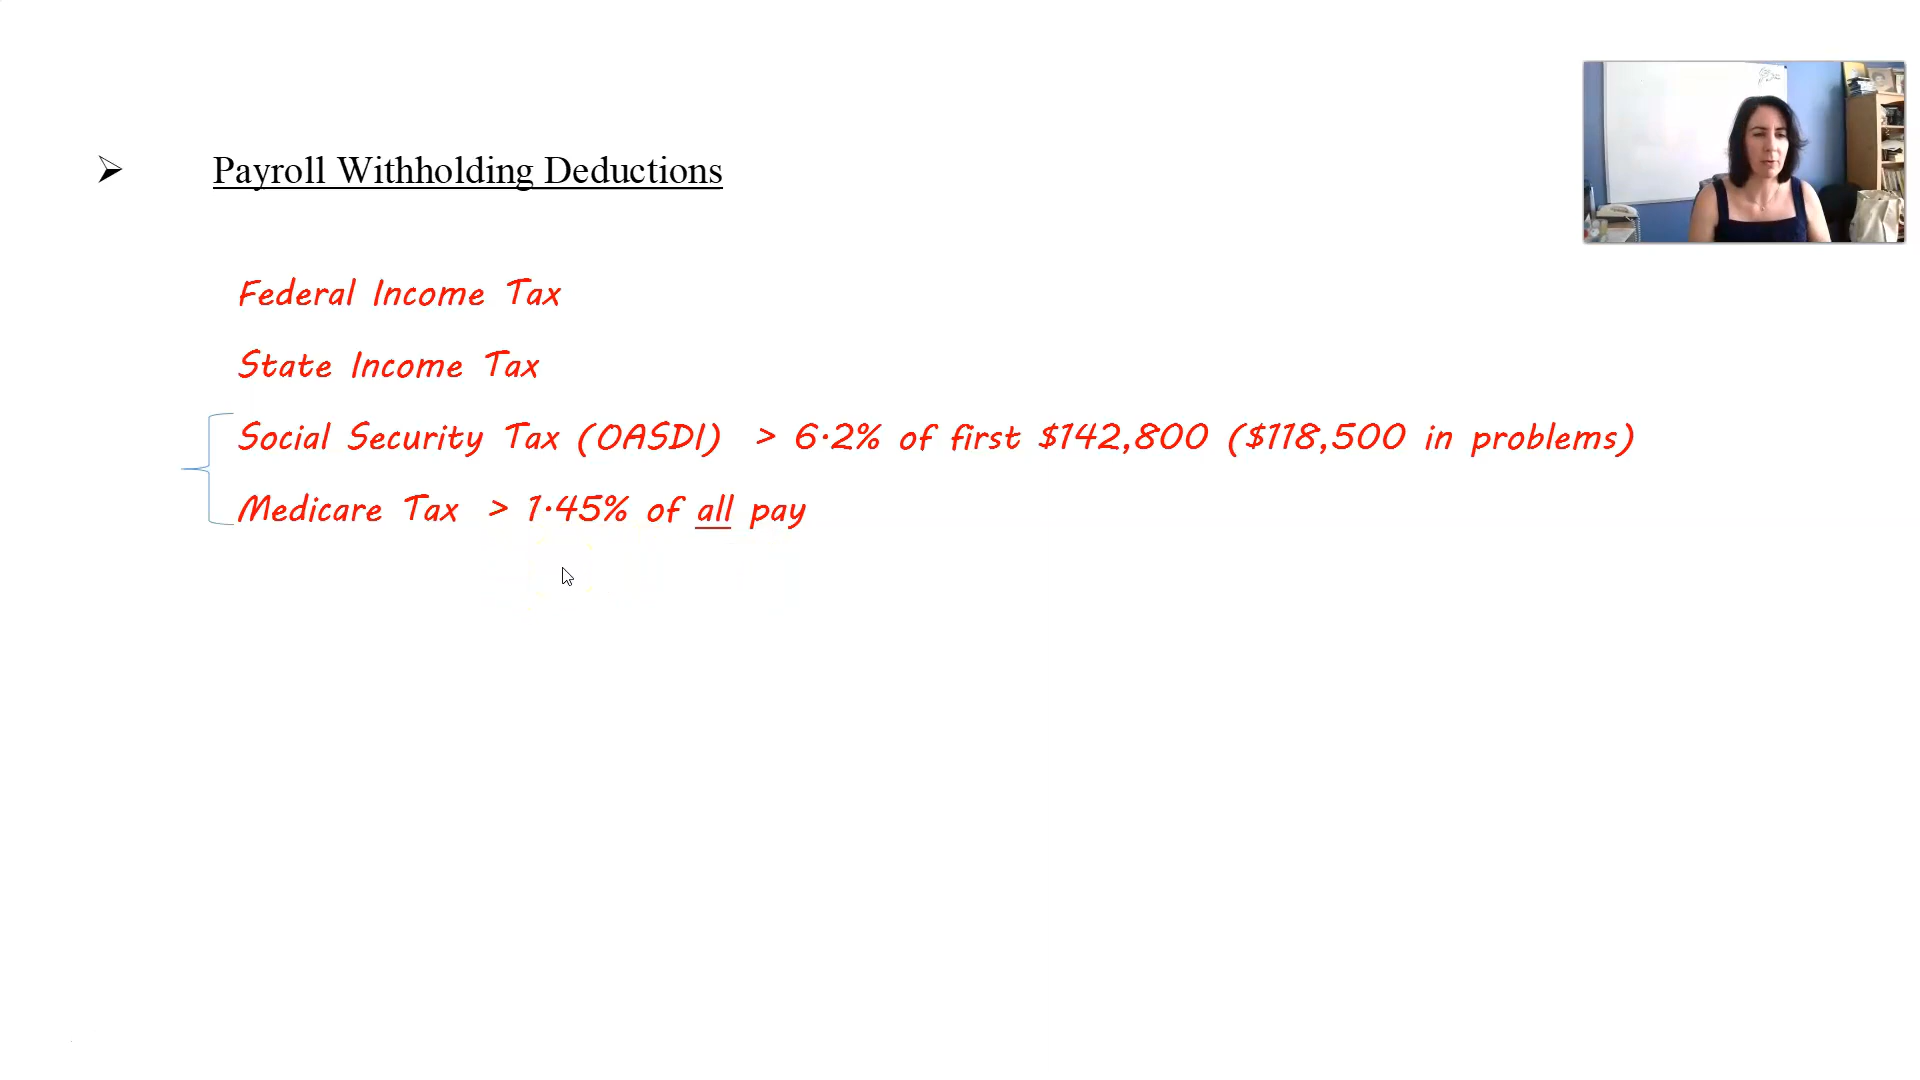 Payroll Withholding Deductions
Federal Income Tax
State Income Tax
Social Security Tax (OASDI) > 6.2% of first $142,800 ($118,500 in problems)
Medicare Tax > 1.45% of all pay